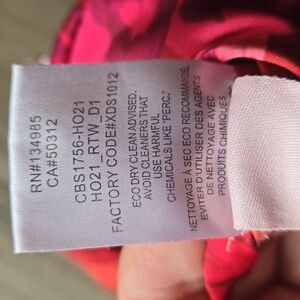 RN#134985
CA#50312
CBS1756-HO21
HO21_RTW_D1
FACTORY CODE#XDS1012
ECO DRY CLEAN ADVISED.
AVOID CLEANERS THAT
USE HARMFUL
CHEMICALS LIKE "PERC."
NETTOYAGE À SEC ECO RECOMMANDÉ.
EVITER D'UTILISER DES AGENTS
DE NETTOYAGE AVEC
PRODUITS CHIMIQUES